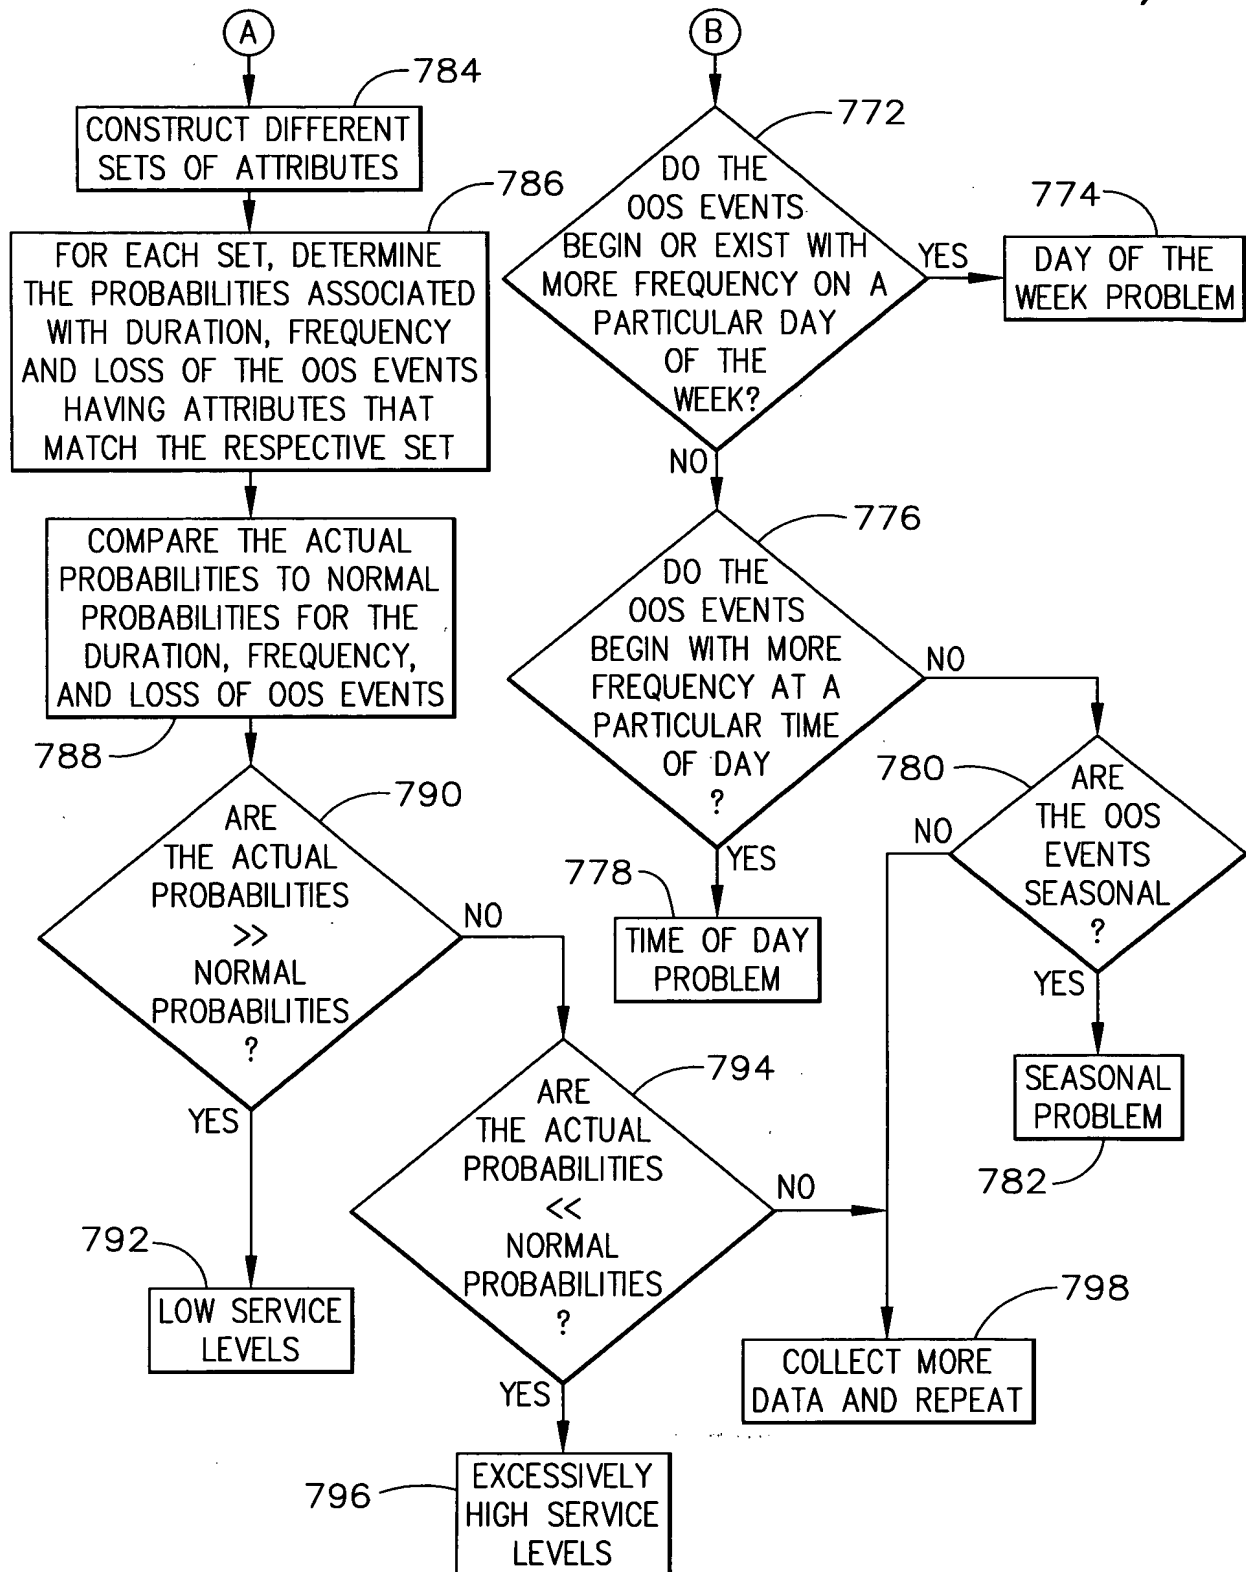 A
784
CONSTRUCT DIFFERENT
SETS OF ATTRIBUTES
786
FOR EACH SET, DETERMINE
THE PROBABILITIES ASSOCIATED
WITH DURATION, FREQUENCY
AND LOSS OF THE OOS EVENTS
HAVING ATTRIBUTES THAT
MATCH THE RESPECTIVE SET
COMPARE THE ACTUAL
PROBABILITIES TO NORMAL
PROBABILITIES FOR THE
DURATION, FREQUENCY,
AND LOSS OF OOS EVENTS
788
790
ARE
THE ACTUAL
PROBABILITIES
>>
NORMAL
PROBABILITIES
?
NO
YES
792
LOW SERVICE
LEVELS
794
ARE
THE ACTUAL
PROBABILITIES
<<
NORMAL
PROBABILITIES
?
NO
YES
796
EXCESSIVELY
HIGH SERVICE
LEVELS
B
772
DO THE
OOS EVENTS
BEGIN OR EXIST WITH
MORE FREQUENCY ON A
PARTICULAR DAY
OF THE
WEEK?
YES
774
DAY OF THE
WEEK PROBLEM
NO
776
DO THE
OOS EVENTS
BEGIN WITH MORE
FREQUENCY AT A
PARTICULAR TIME
OF DAY
?
NO
YES
778
TIME OF DAY
PROBLEM
780
ARE
THE OOS
EVENTS
SEASONAL
?
NO
YES
SEASONAL
PROBLEM
782
798
COLLECT MORE
DATA AND REPEAT